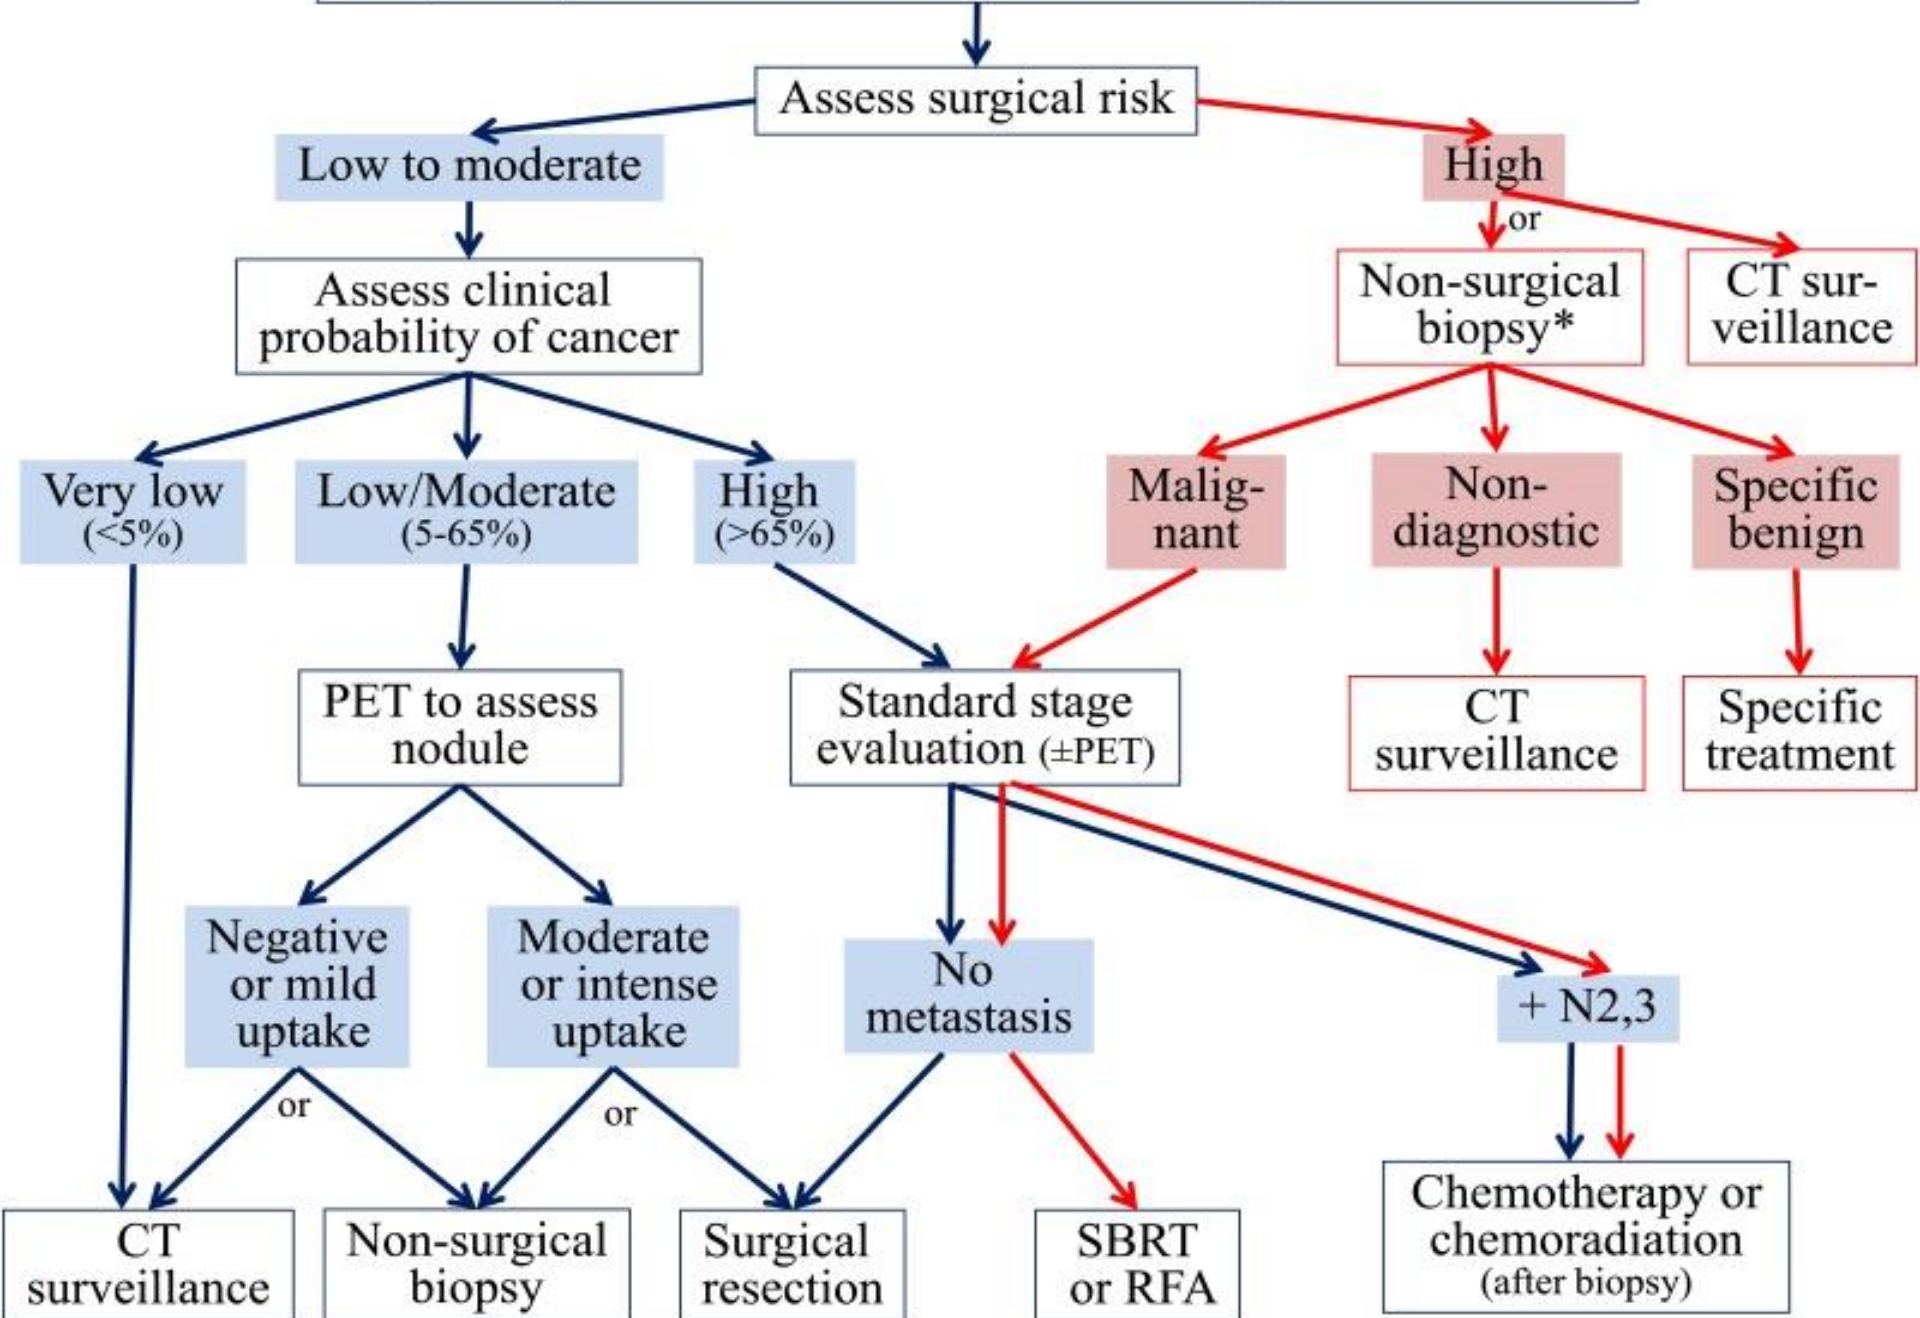 Assess surgical risk
Low to moderate
High
or
Assess clinical
probability of cancer
Non-surgical
biopsy*
CT sur-
veillance
Very low
(<5%)
Low/Moderate
(5-65%)
High
(>65%)
Malig-
nant
Non-
diagnostic
Specific
benign
PET to assess
nodule
Standard stage
evaluation (±PET)
CT
surveillance
Specific
treatment
Negative
or mild
uptake
Moderate
or intense
uptake
No
metastasis
+ N2,3
or
or
CT
surveillance
Non-surgical
biopsy
Surgical
resection
SBRT
or RFA
Chemotherapy or
chemoradiation
(after biopsy)